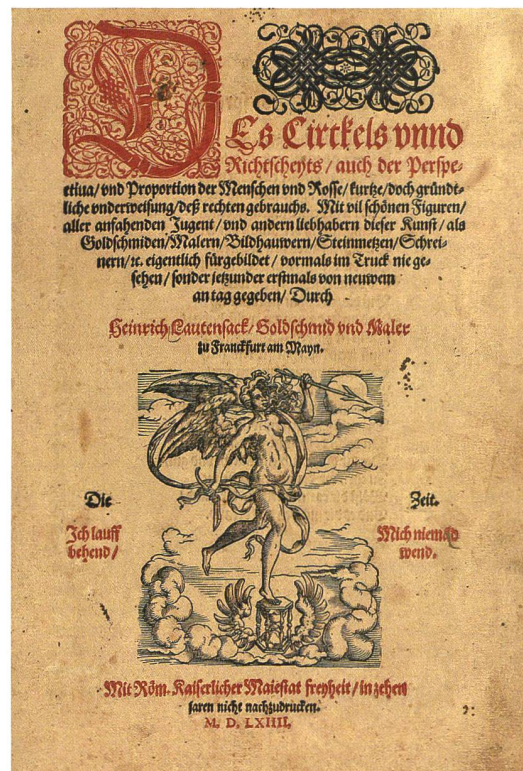 DEs Circkels vnnd
Richtscheyts / auch der Perspe-
ctiua / vnd Proportion der Menschen vnd Rosse / kurtze / doch gründt-
liche vnderweisung / deß rechten gebrauchs. Mit vil schönen Figuren /
aller anfahenden Jugent / vnd andern liebhabern dieser Kunst / als
Goldschmiden / Malern / Bildhauwern / Steinmetzen / Schrei-
nern / ꝛc. eigentlich fürgebildet / vormals im Truck nie ge-
sehen / sonder jetzunder erstmals von neuwem
an tag gegeben / Durch
Heinrich Lautensack / Goldschmid vnd Maler
zu Franckfurt am Mayn.
Die Zeit.
Ich lauff
behend /
Mich niemād
wend.
Mit Röm. Kaiserlicher Maiestat freyheit / in zehen
jaren nicht nachzudrucken.
M. D. LXIIII.